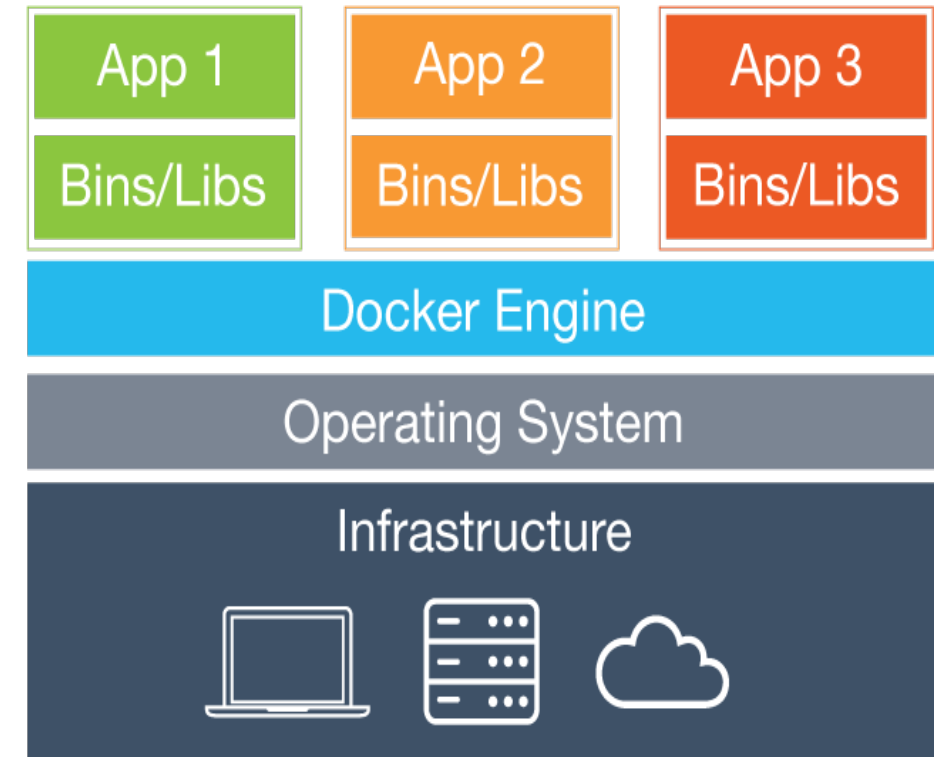 App 1
App 2
App 3
Bins/Libs
Bins/Libs
Bins/Libs
Docker Engine
Operating System
Infrastructure